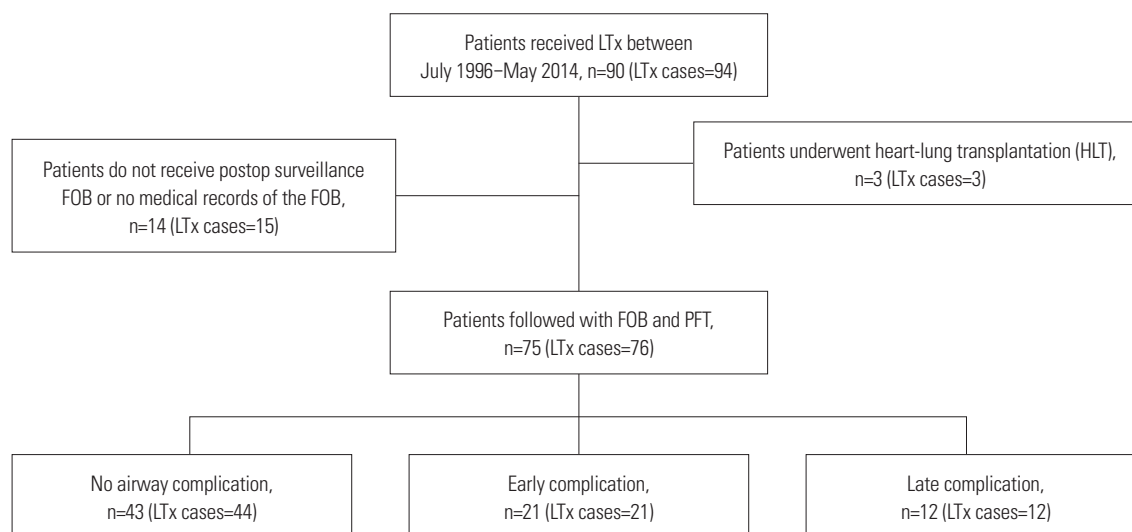 Patients received LTx between
July 1996–May 2014, n=90 (LTx cases=94)
Patients do not receive postop surveillance
FOB or no medical records of the FOB,
n=14 (LTx cases=15)
Patients underwent heart-lung transplantation (HLT),
n=3 (LTx cases=3)
Patients followed with FOB and PFT,
n=75 (LTx cases=76)
No airway complication,
n=43 (LTx cases=44)
Early complication,
n=21 (LTx cases=21)
Late complication,
n=12 (LTx cases=12)